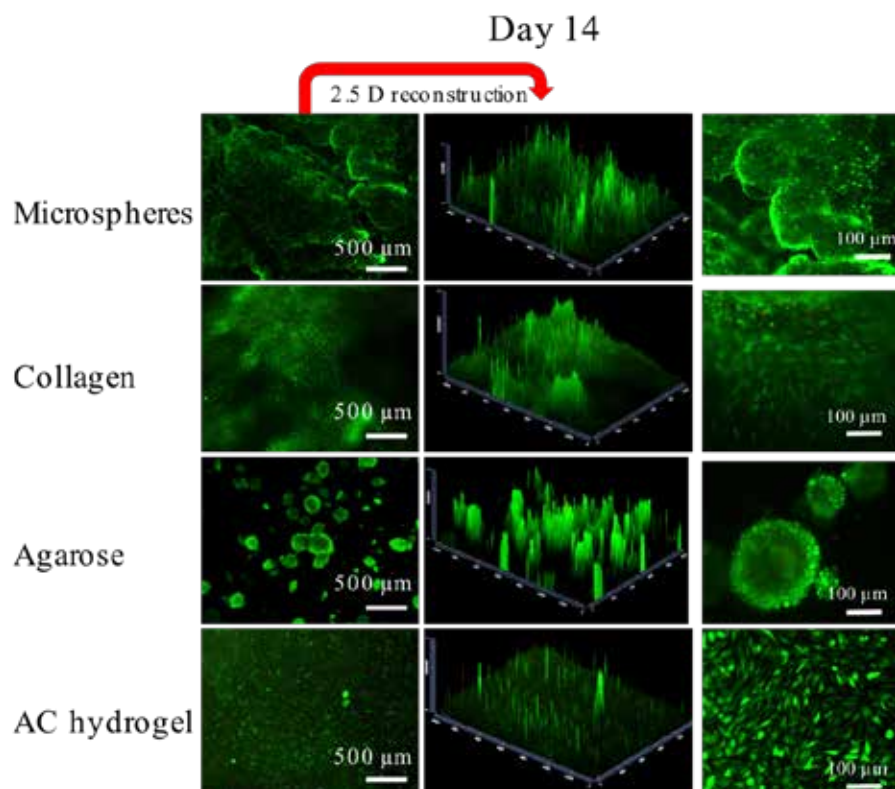 Day 14
2.5 D reconstruction
Microspheres
500 µm
100 µm
Collagen
500 µm
100 µm
Agarose
500 µm
100 µm
AC hydrogel
500 µm
100 µm